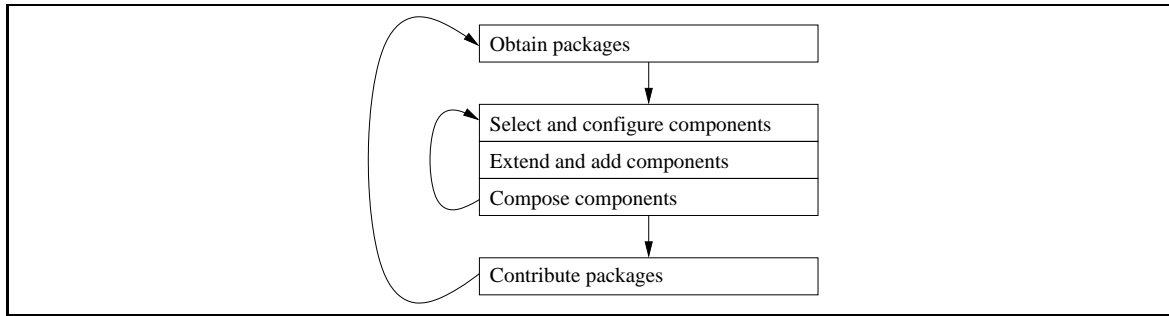 Obtain packages
Select and configure components
Extend and add components
Compose components
Contribute packages